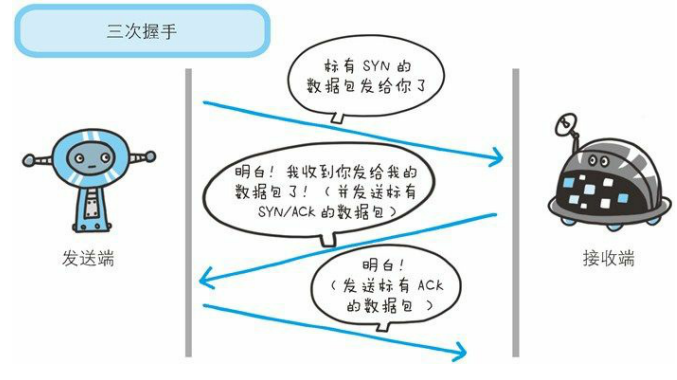 三次握手
标有 SYN 的
数据包发给你了
明白！我收到你发给我的
数据包了！（并发送标有
SYN/ACK 的数据包）
发送端
接收端
明白！
（发送标有 ACK
的数据包）